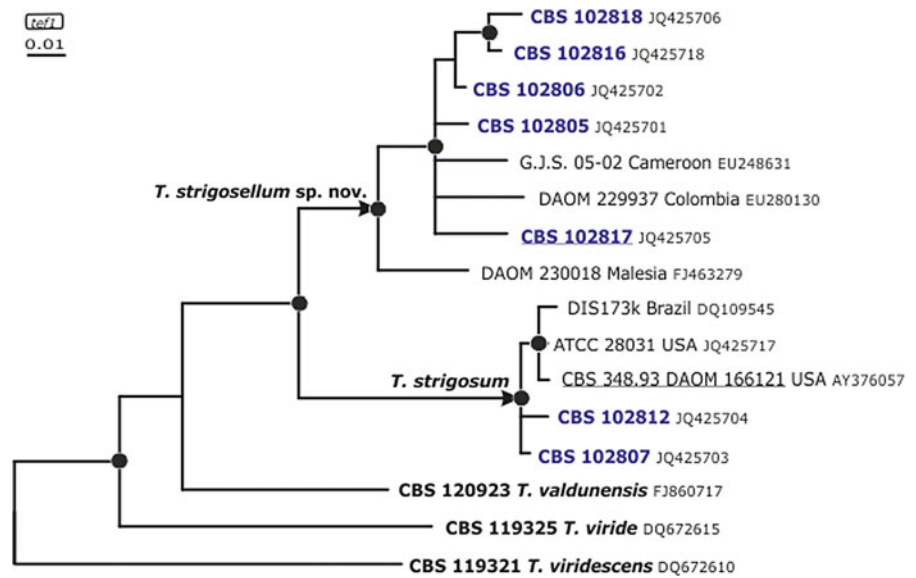 tef1
0.01
CBS 102818 JQ425706
CBS 102816 JQ425718
CBS 102806 JQ425702
CBS 102805 JQ425701
G.J.S. 05-02 Cameroon EU248631
T. strigosellum sp. nov.
DAOM 229937 Colombia EU280130
CBS 102817 JQ425705
DAOM 230018 Malesia FJ463279
DIS173k Brazil DQ109545
ATCC 28031 USA JQ425717
T. strigosum
CBS 348.93 DAOM 166121 USA AY376057
CBS 102812 JQ425704
CBS 102807 JQ425703
CBS 120923 T. valdunensis FJ860717
CBS 119325 T. viride DQ672615
CBS 119321 T. viridescens DQ672610